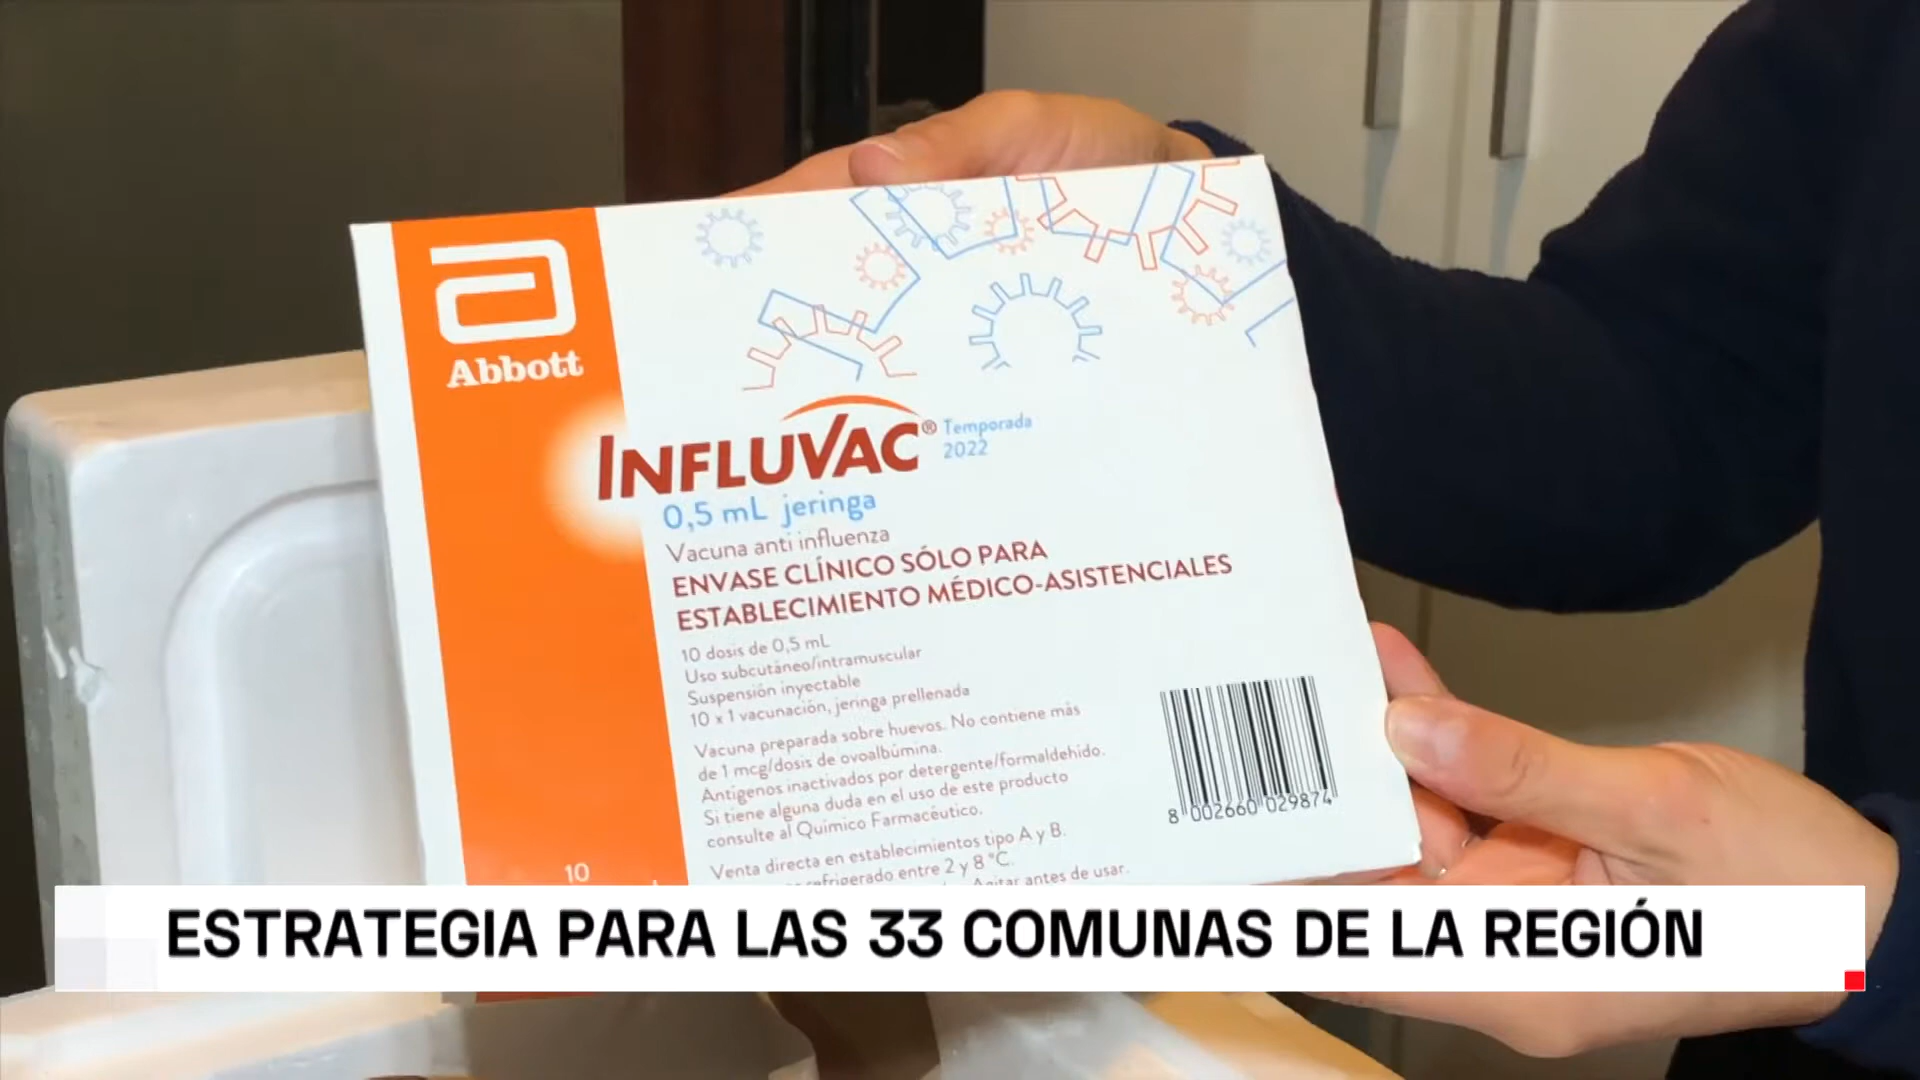 Abbott
INFLUVAC® Temporada
2022
0,5 mL jeringa
Vacuna anti influenza
ENVASE CLÍNICO SÓLO PARA
ESTABLECIMIENTO MÉDICO-ASISTENCIALES
10 dosis de 0,5 mL
Uso subcutáneo/intramuscular
Suspensión inyectable
10 x 1 vacunación, jeringa prellenada
Vacuna preparada sobre huevos. No contiene más
de 1 mcg/dosis de ovoalbúmina.
Antígenos inactivados por detergente/formaldehido.
Si tiene alguna duda en el uso de este producto
consulte al Químico Farmacéutico.
Venta directa en establecimientos tipo A y B.
refrigerado entre 2 y 8 °C.
Agitar antes de usar.
8 002660 029874
10
ESTRATEGIA PARA LAS 33 COMUNAS DE LA REGIÓN